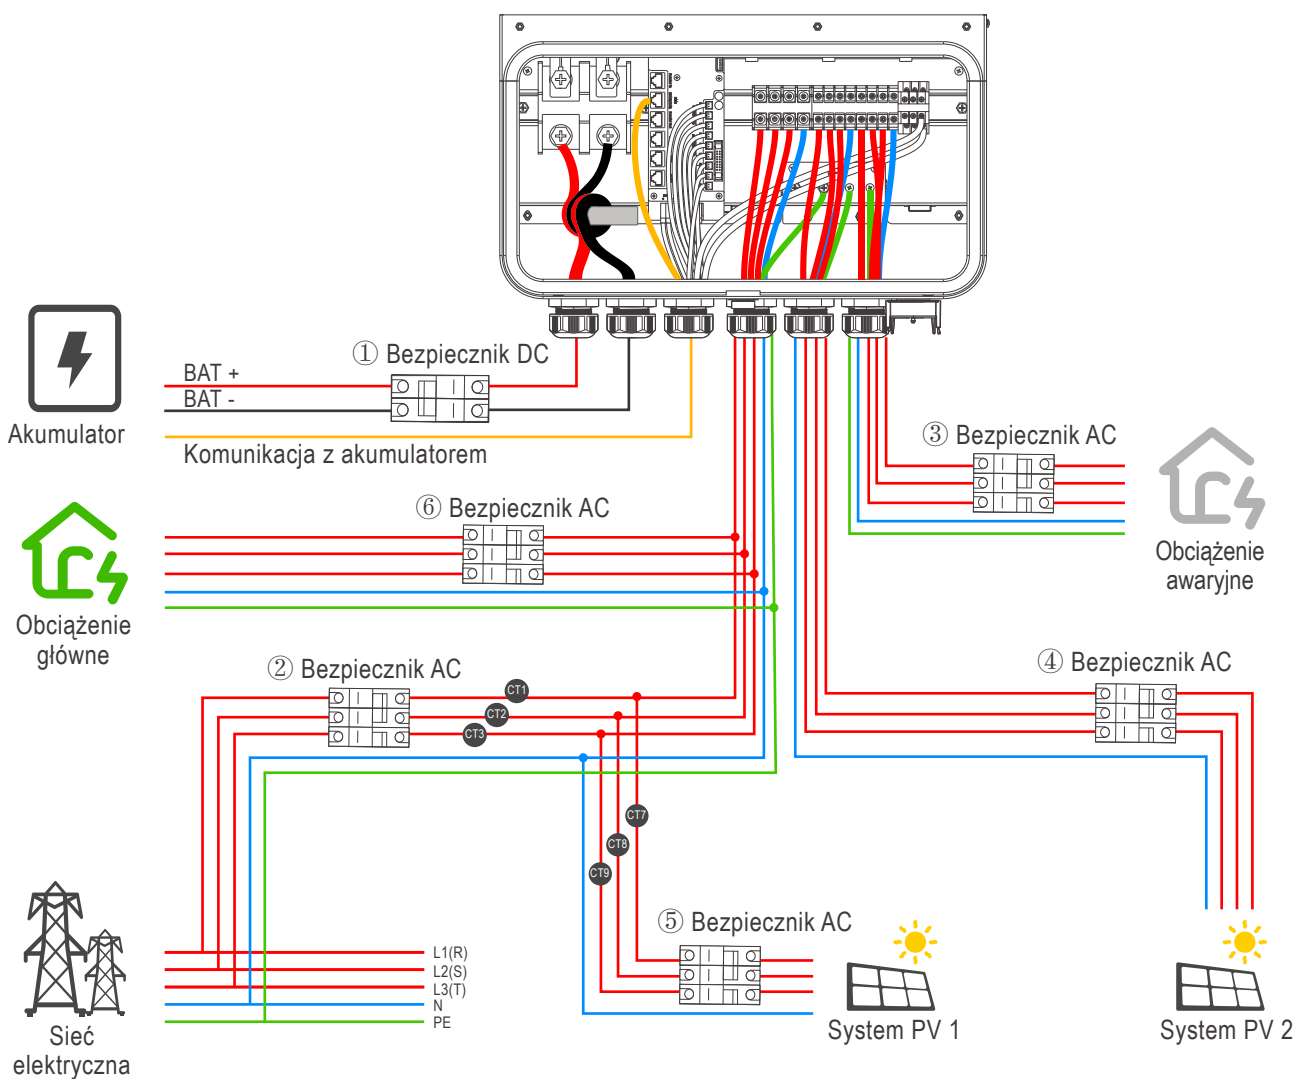 ① Bezpiecznik DC
BAT +
BAT -
Akumulator
Komunikacja z akumulatorem
③ Bezpiecznik AC
⑥ Bezpiecznik AC
Obciążenie
awaryjne
Obciążenie
główne
② Bezpiecznik AC
④ Bezpiecznik AC
CT1
CT2
CT3
CT7
CT8
CT9
⑤ Bezpiecznik AC
L1(R)
L2(S)
L3(T)
N
PE
Sieć
elektryczna
System PV 1
System PV 2